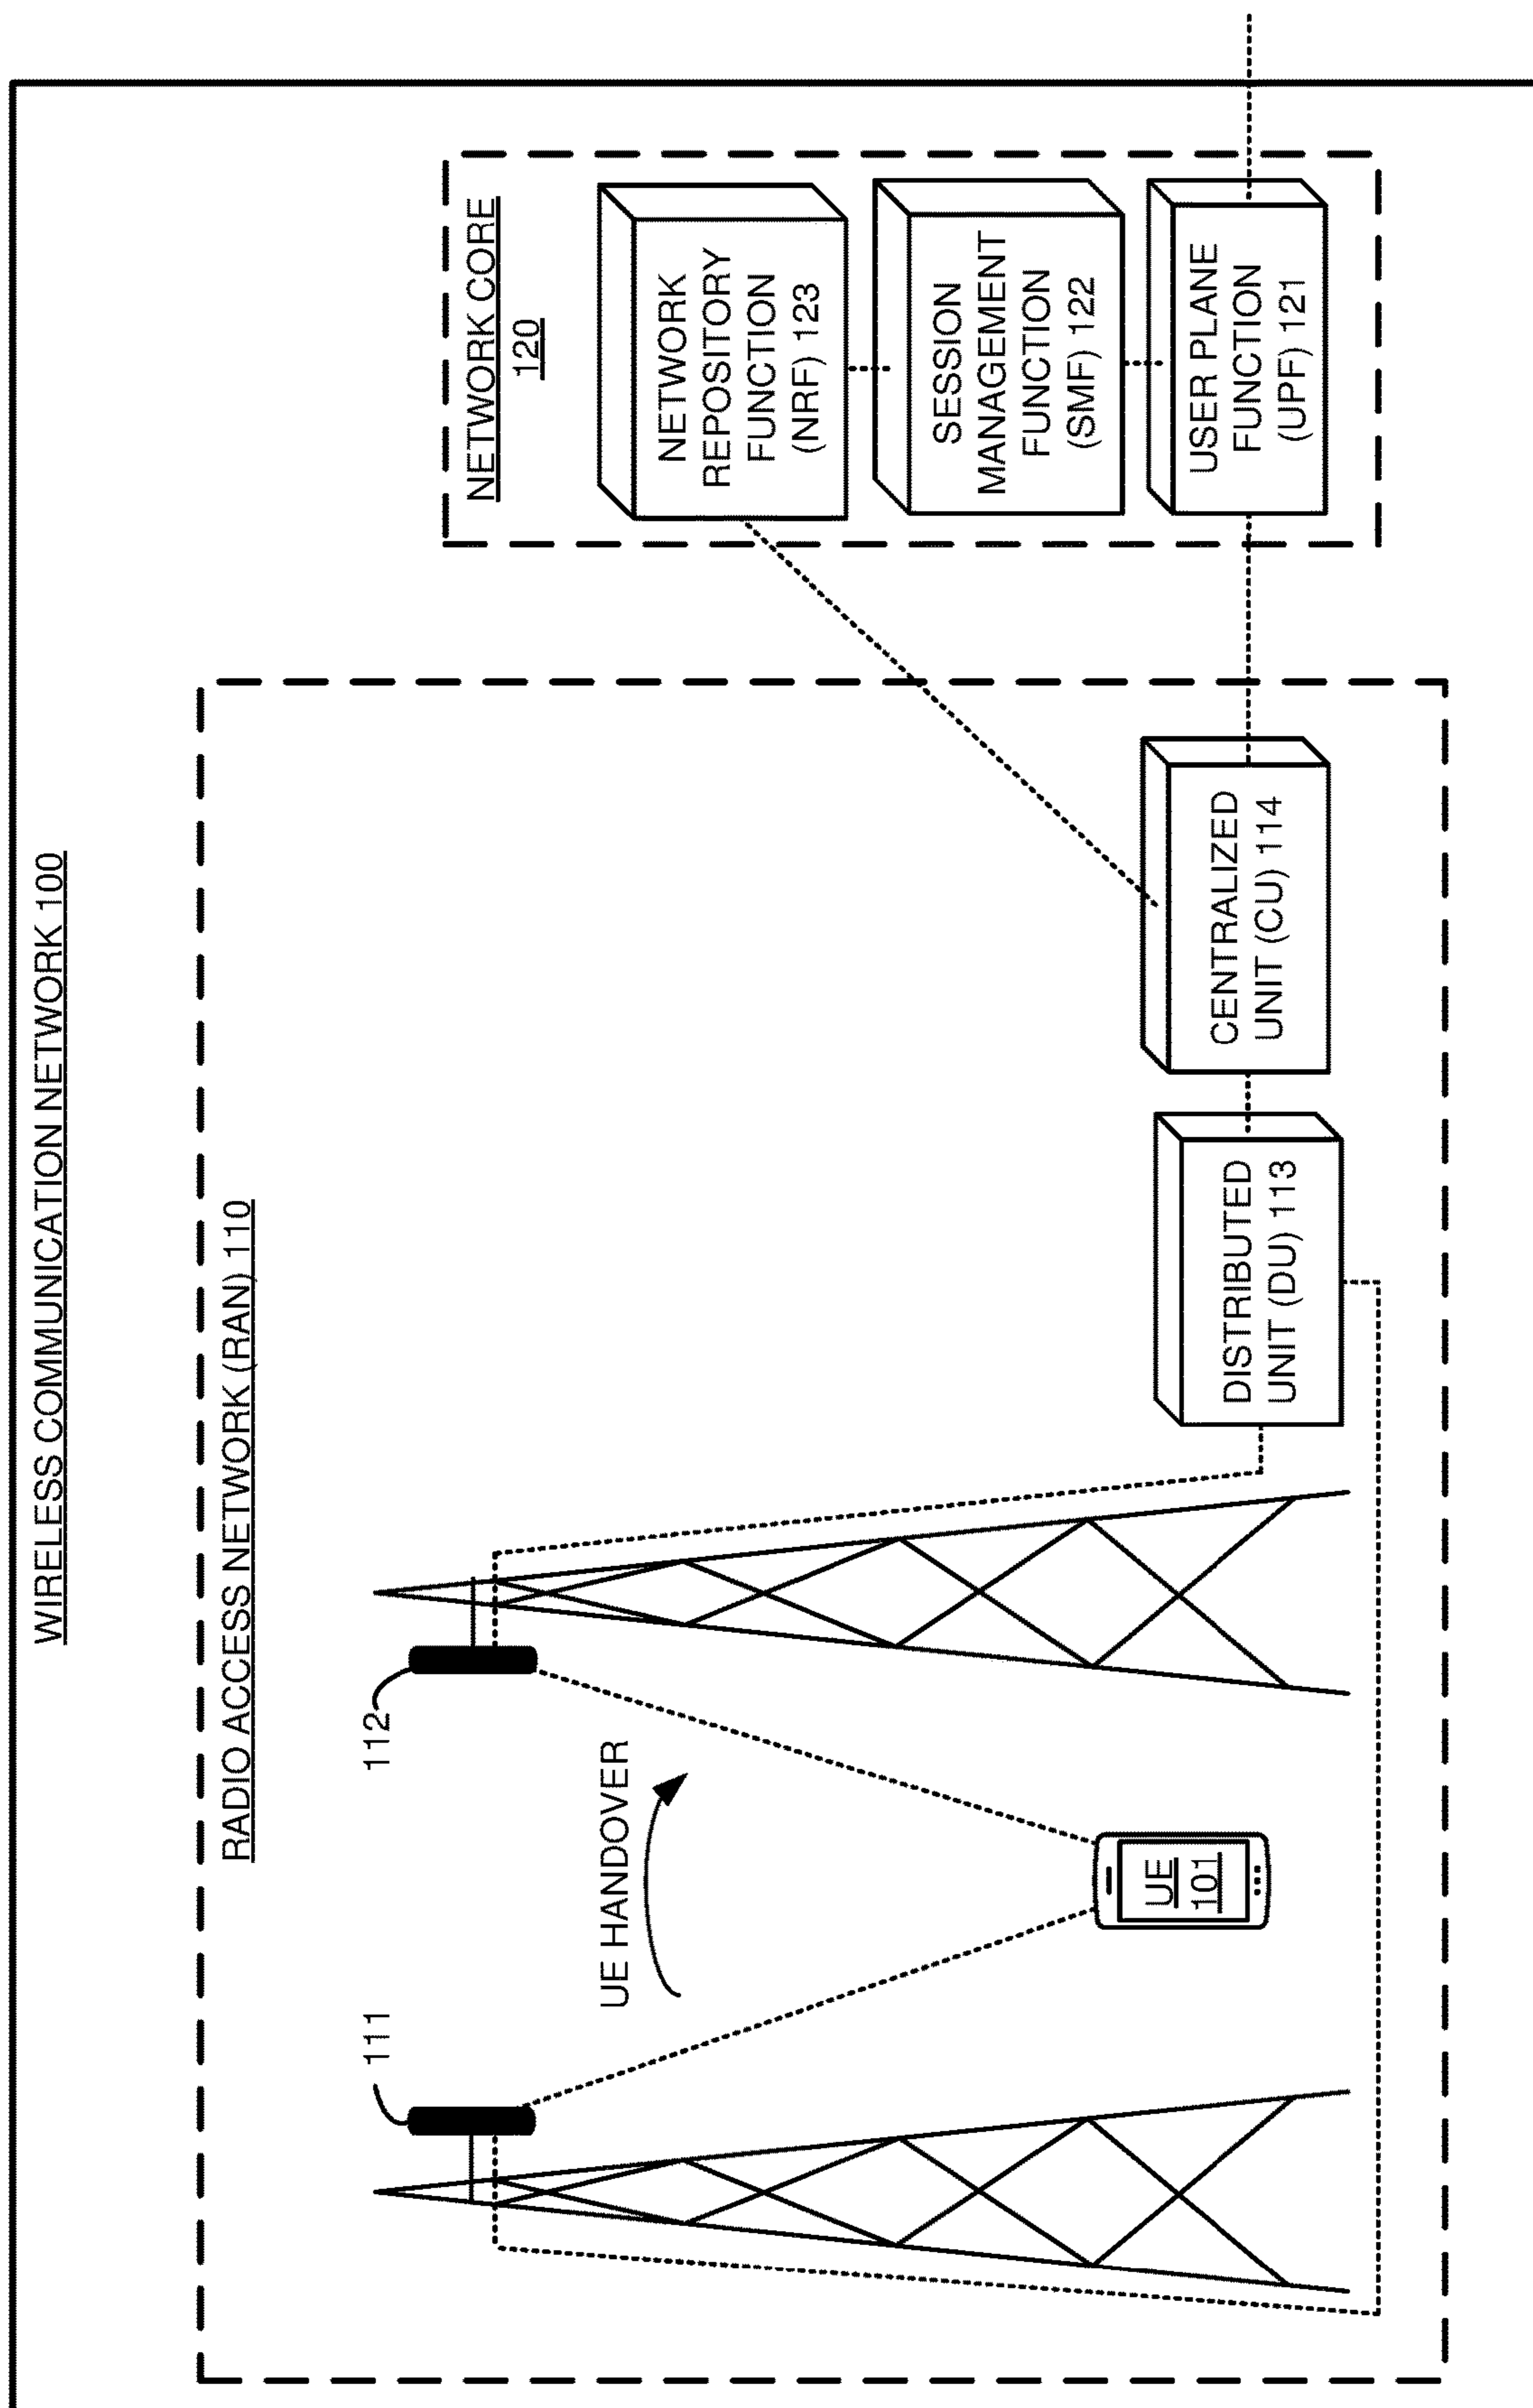 WIRELESS COMMUNICATION NETWORK 100
RADIO ACCESS NETWORK (RAN) 110
111
112
UE HANDOVER
UE
101
DISTRIBUTED
UNIT (DU) 113
CENTRALIZED
UNIT (CU) 114
NETWORK CORE
120
NETWORK
REPOSITORY
FUNCTION
(NRF) 123
SESSION
MANAGEMENT
FUNCTION
(SMF) 122
USER PLANE
FUNCTION
(UPF) 121